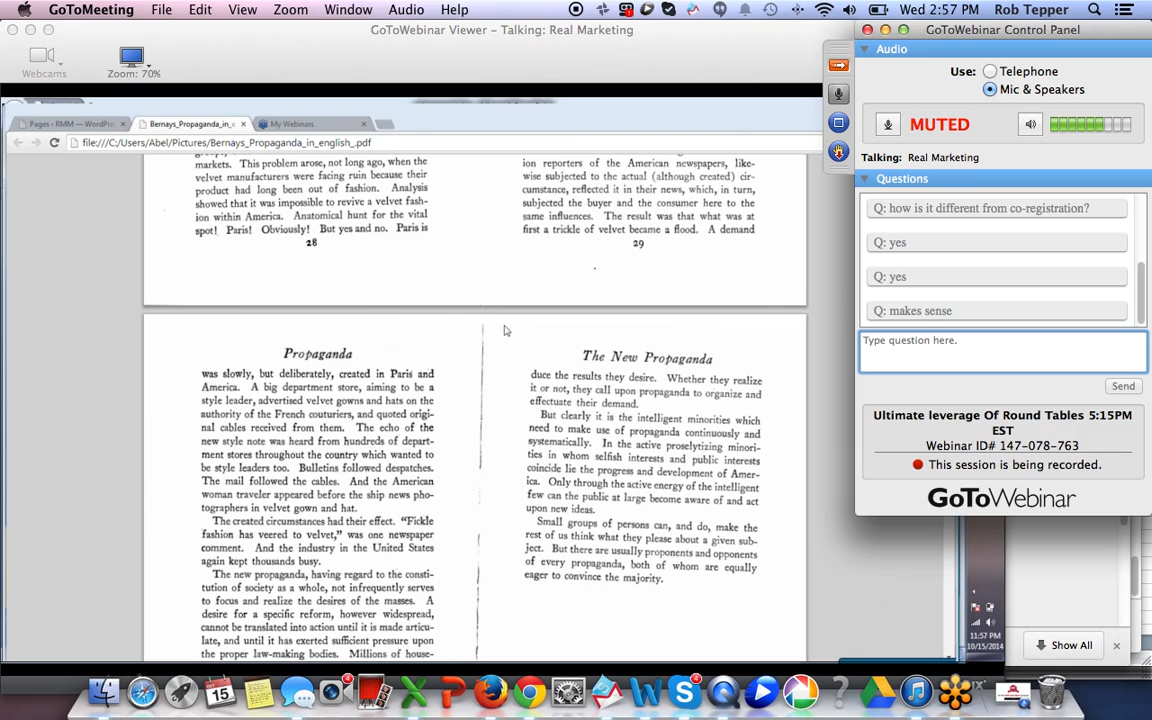 GoToMeeting File Edit View Sessions Window Audio Help Wed 2:57 PM Rob Tepper
GoToWebinar Viewer - Talking: Real Marketing
Webcams
Zoom: 70%
Pages ‹ RMM — WordPre
Bernays_Propaganda_in_e
My Webinars
file:///C:/Users/Abel/Pictures/Bernays_Propaganda_in_english_.pdf
markets. This problem arose, not long ago, when the
velvet manufacturers were facing ruin because their
product had long been out of fashion. Analysis
showed that it was impossible to revive a velvet fash-
ion within America. Anatomical hunt for the vital
spot! Paris! Obviously! But yes and no. Paris is
28
ion reporters of the American newspapers, like-
wise subjected to the actual (although created) cir-
cumstance, reflected it in their news, which, in turn,
subjected the buyer and the consumer here to the
same influences. The result was that what was at
first a trickle of velvet became a flood. A demand
29
Propaganda
was slowly, but deliberately, created in Paris and
America. A big department store, aiming to be a
style leader, advertised velvet gowns and hats on the
authority of the French couturiers, and quoted origi-
nal cables received from them. The echo of the
new style note was heard from hundreds of depart-
ment stores throughout the country which wanted to
be style leaders too. Bulletins followed despatches.
The mail followed the cables. And the American
woman traveler appeared before the ship news pho-
tographers in velvet gown and hat.
The created circumstances had their effect. "Fickle
fashion has veered to velvet," was one newspaper
comment. And the industry in the United States
again kept thousands busy.
The new propaganda, having regard to the consti-
tution of society as a whole, not infrequently serves
to focus and realize the desires of the masses. A
desire for a specific reform, however widespread,
cannot be translated into action until it is made articu-
late, and until it has exerted sufficient pressure upon
the proper law-making bodies. Millions of house-
The New Propaganda
duce the results they desire. Whether they realize
it or not, they call upon propaganda to organize and
effectuate their demand.
But clearly it is the intelligent minorities which
need to make use of propaganda continuously and
systematically. In the active proselytizing minori-
ties in whom selfish interests and public interests
coincide lie the progress and development of Amer-
ica. Only through the active energy of the intelligent
few can the public at large become aware of and act
upon new ideas.
Small groups of persons can, and do, make the
rest of us think what they please about a given sub-
ject. But there are usually proponents and opponents
of every propaganda, both of whom are equally
eager to convince the majority.
GoToWebinar Control Panel
Audio
Use: Telephone
Mic & Speakers
MUTED
Talking: Real Marketing
Questions
Q: how is it different from co-registration?
Q: yes
Q: yes
Q: makes sense
Type question here.
Send
Ultimate leverage Of Round Tables 5:15PM
EST
Webinar ID# 147-078-763
This session is being recorded.
GoToWebinar
11:57 PM
10/15/2014
Show All